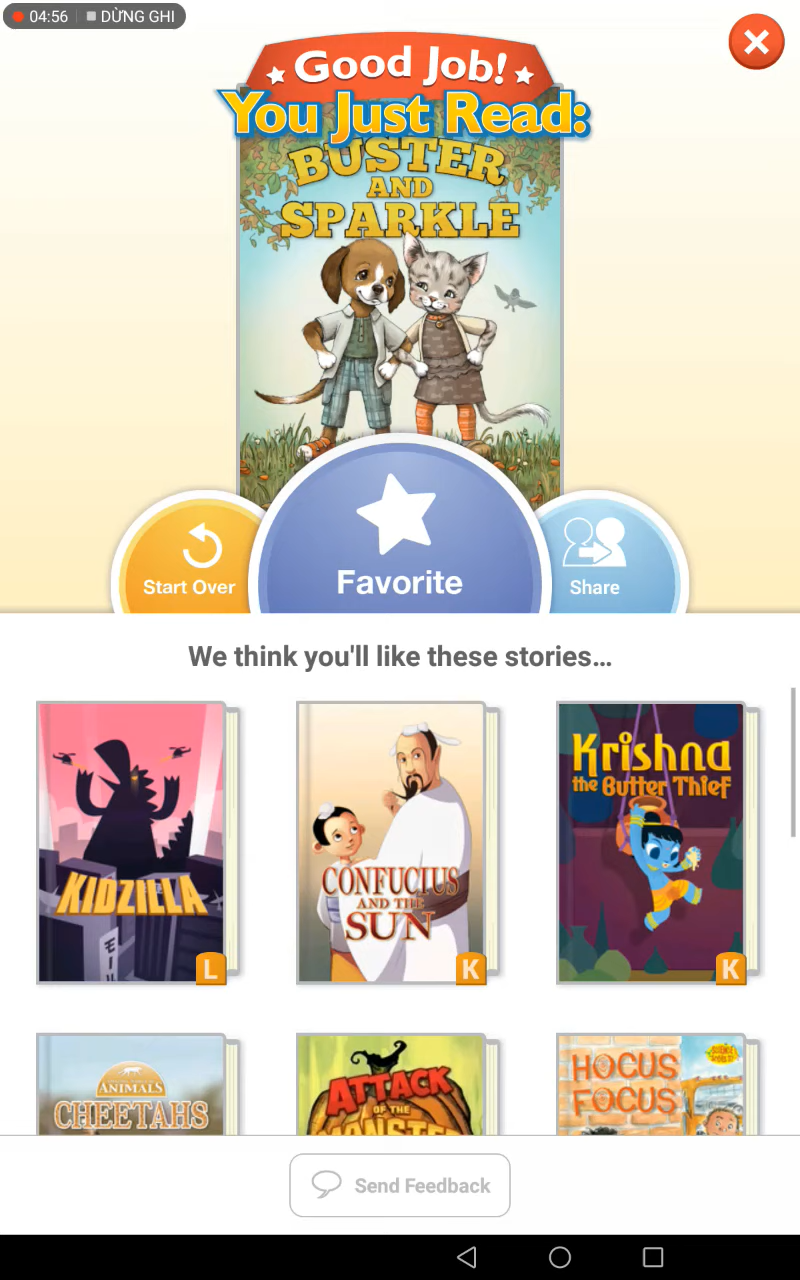 04:56 DỪNG GHI
Good Job!
You Just Read:
BUSTER
AND
SPARKLE
Start Over
Favorite
Share
We think you'll like these stories...
KIDZILLA
L
CONFUCIUS
AND THE
SUN
K
Krishna
the Butter Thief
K
ANIMALS
CHEETAHS
ATTACK
OF THE
HOCUS
FOCUS
Send Feedback